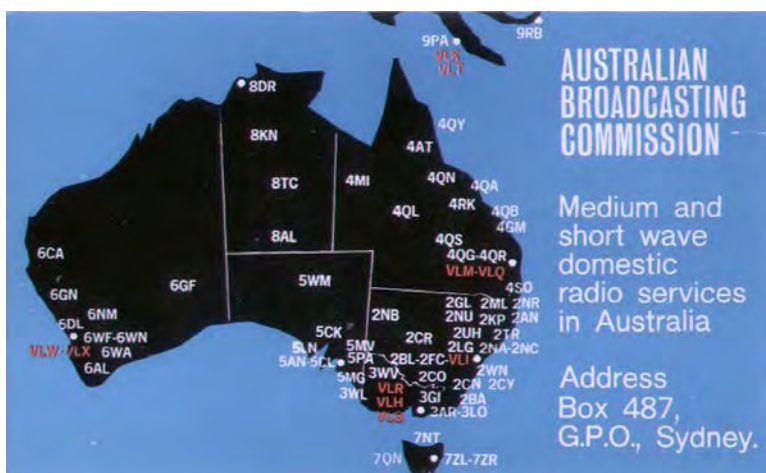 9RB
9PA
VLK
VLT
AUSTRALIAN
BROADCASTING
COMMISSION
8DR
4QY
8KN
4AT
8TC
4MI
4QN
4QA
4QL
4RK
4QB
4GM
8AL
4QS
4QG-4QR
VLM-VLQ
Medium and
short wave
domestic
radio services
in Australia
6CA
6GN
6GF
5WM
4SO
6NM
6DL
6WF-6WN
VLW-VLX
6WA
6AL
2NB
2GL 2ML 2NR
2NU 2KP 2AN
2UH 2TR
5CK
2CR
2LG 2NA-2NC
5LN
5MV
5AN-5CL
5PA
2BL-2FC-VLI
3WV
2CO
2WN
5MG
2CN 2CY
3WL
VLR
VLH
VLG
3GI
2BA
3AR-3LO
7NT
7QN
7ZL-7ZR
Address
Box 487,
G.P.O., Sydney.